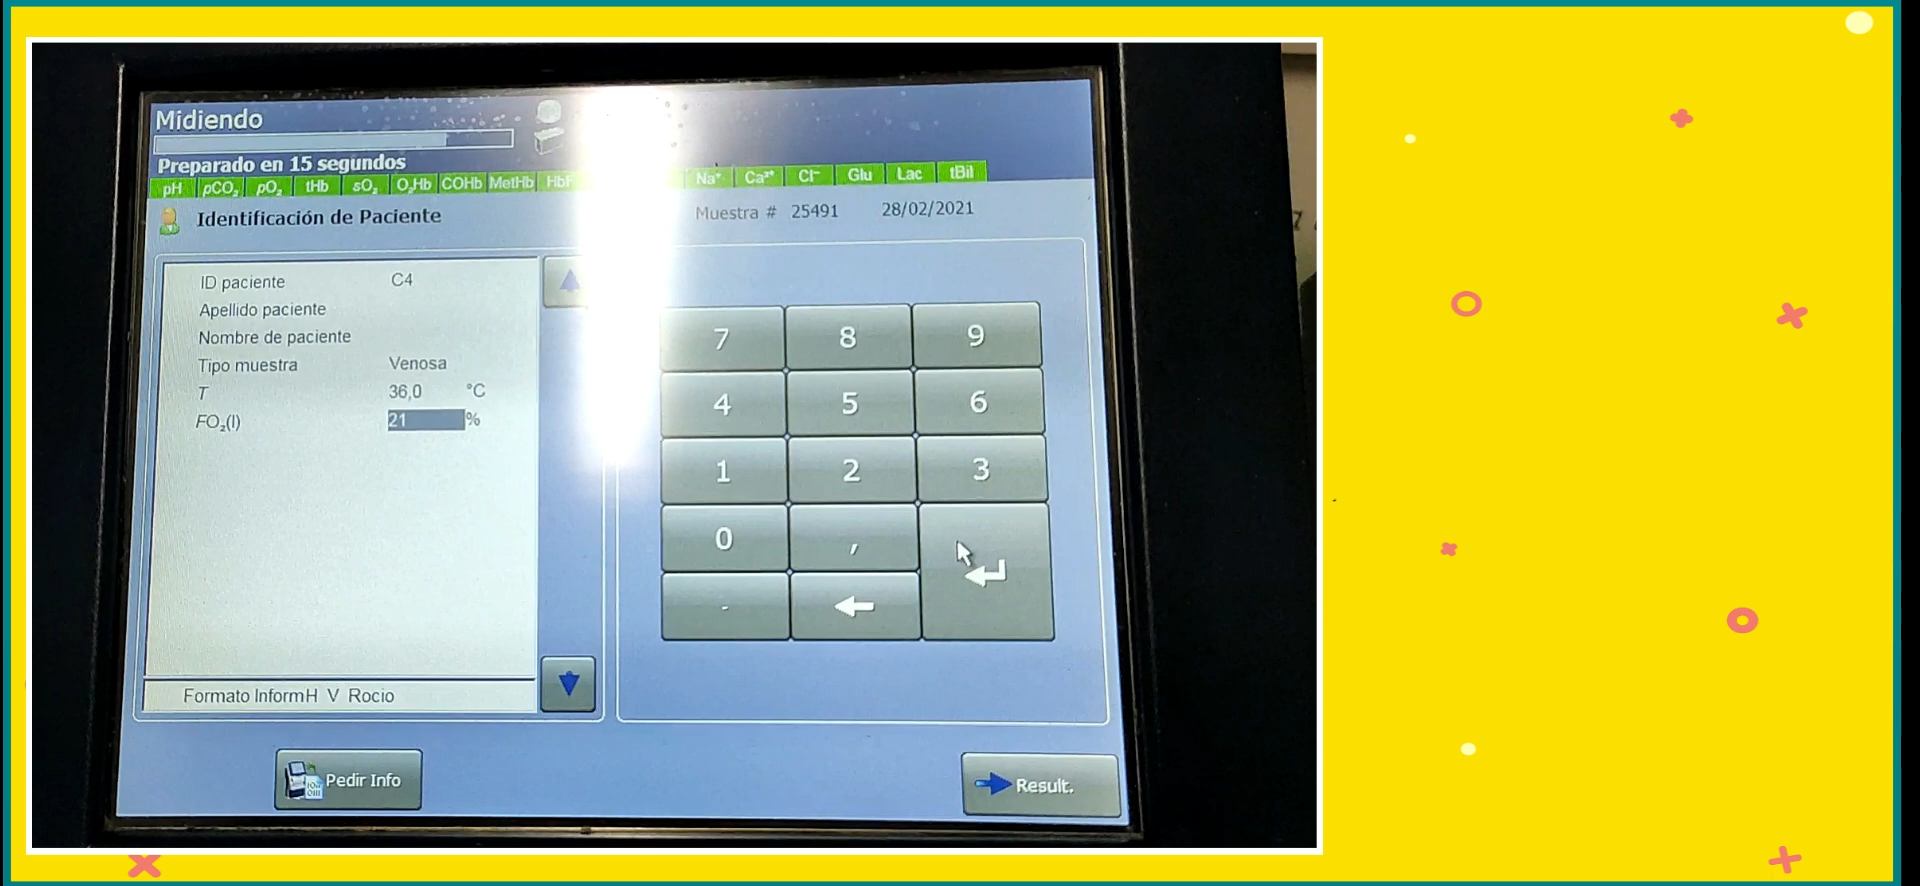 Midiendo
Preparado en 15 segundos
pH pCO₂ pO₂ tHb sO₂ O₂Hb COHb MetHb Na⁺ Ca²⁺ Cl⁻ Glu Lac tBil
Identificación de Paciente Muestra # 25491 28/02/2021
ID paciente C4
Apellido paciente
Nombre de paciente
Tipo muestra Venosa
T 36,0 °C
FO₂(I) 21 %
7 8 9
4 5 6
1 2 3
0 ,
-
Formato InformH V Rocio
Pedir Info
Result.